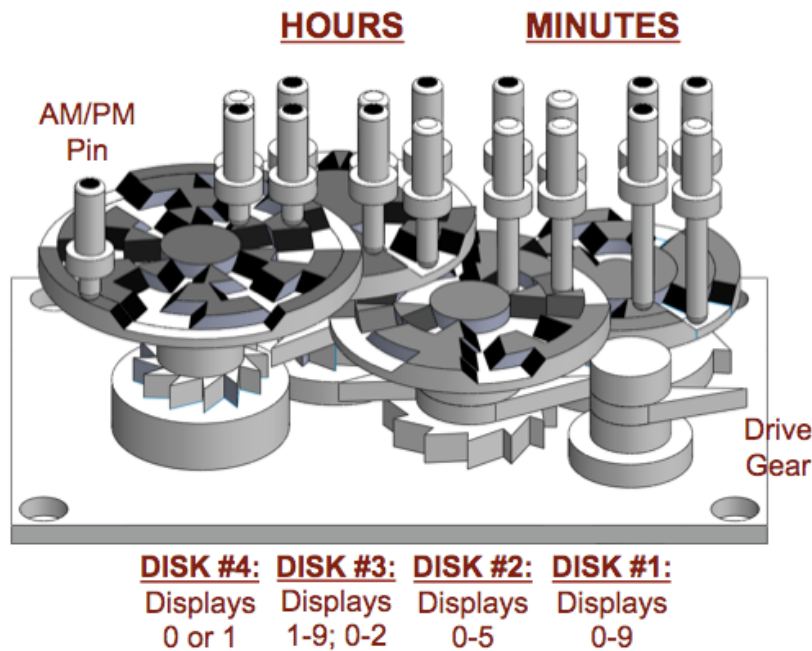 HOURS MINUTES
AM/PM
Pin
Drive
Gear
DISK #4: DISK #3: DISK #2: DISK #1:
Displays Displays Displays Displays
0 or 1 1-9; 0-2 0-5 0-9